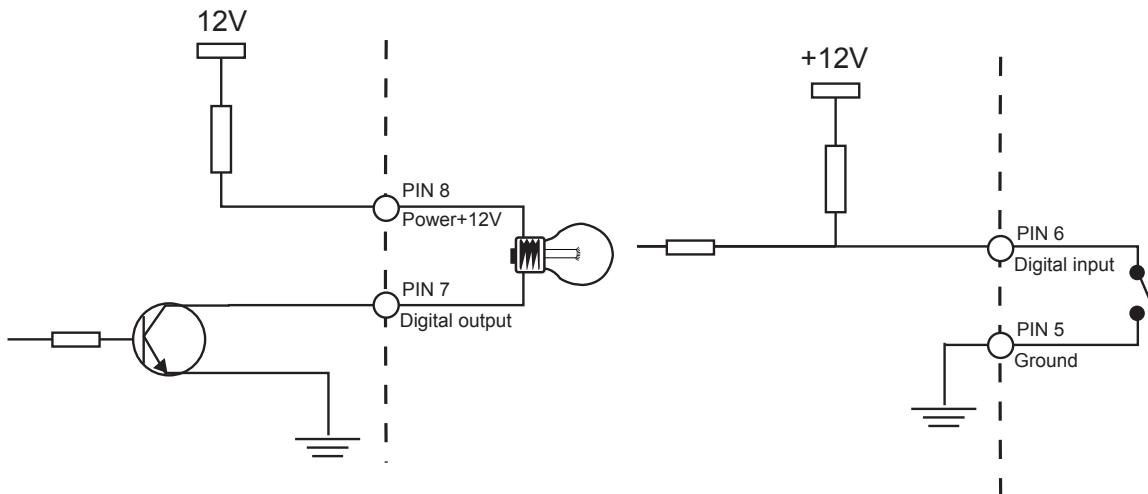 12V
PIN 8
Power+12V
PIN 7
Digital output
+12V
PIN 6
Digital input
PIN 5
Ground